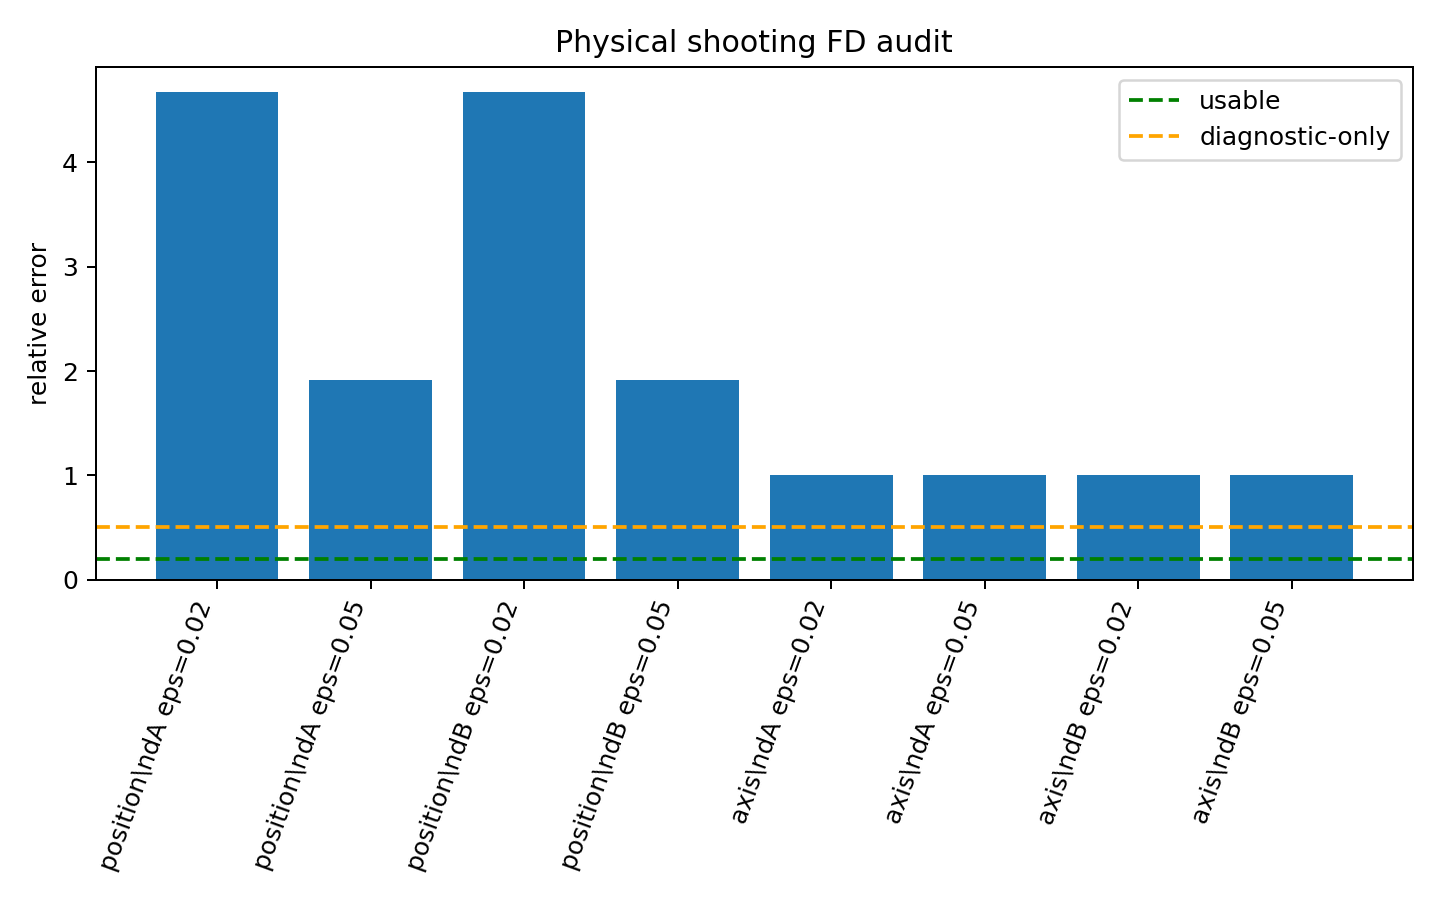 Physical shooting FD audit
usable
diagnostic-only
relative error
4
3
2
1
0
position\ndA eps=0.02
position\ndA eps=0.05
position\ndB eps=0.02
position\ndB eps=0.05
axis\ndA eps=0.02
axis\ndA eps=0.05
axis\ndB eps=0.02
axis\ndB eps=0.05